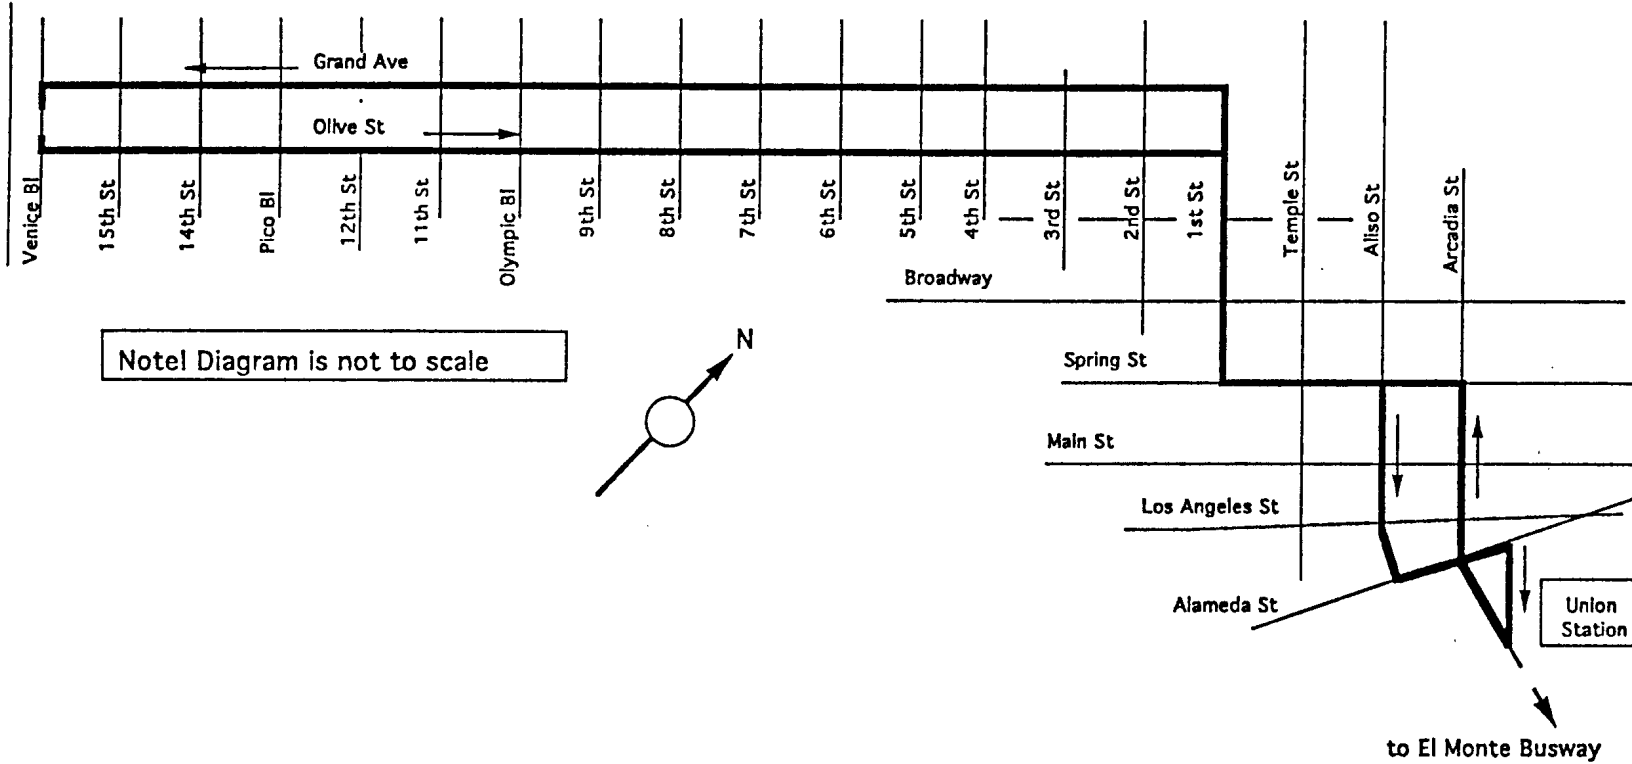 Grand Ave
Olive St
Venice Bl
15th St
14th St
Pico Bl
12th St
11th St
Olympic Bl
9th St
8th St
7th St
6th St
5th St
4th St
3rd St
2nd St
1st St
Temple St
Aliso St
Arcadia St
Broadway
Note! Diagram is not to scale
N
Spring St
Main St
Los Angeles St
Alameda St
Union
Station
to El Monte Busway